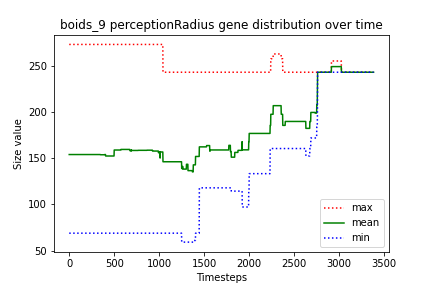 boids_9 perceptionRadius gene distribution over time
Size value
250
200
150
100
50
0
500
1000
1500
2000
2500
3000
3500
Timesteps
max
mean
min